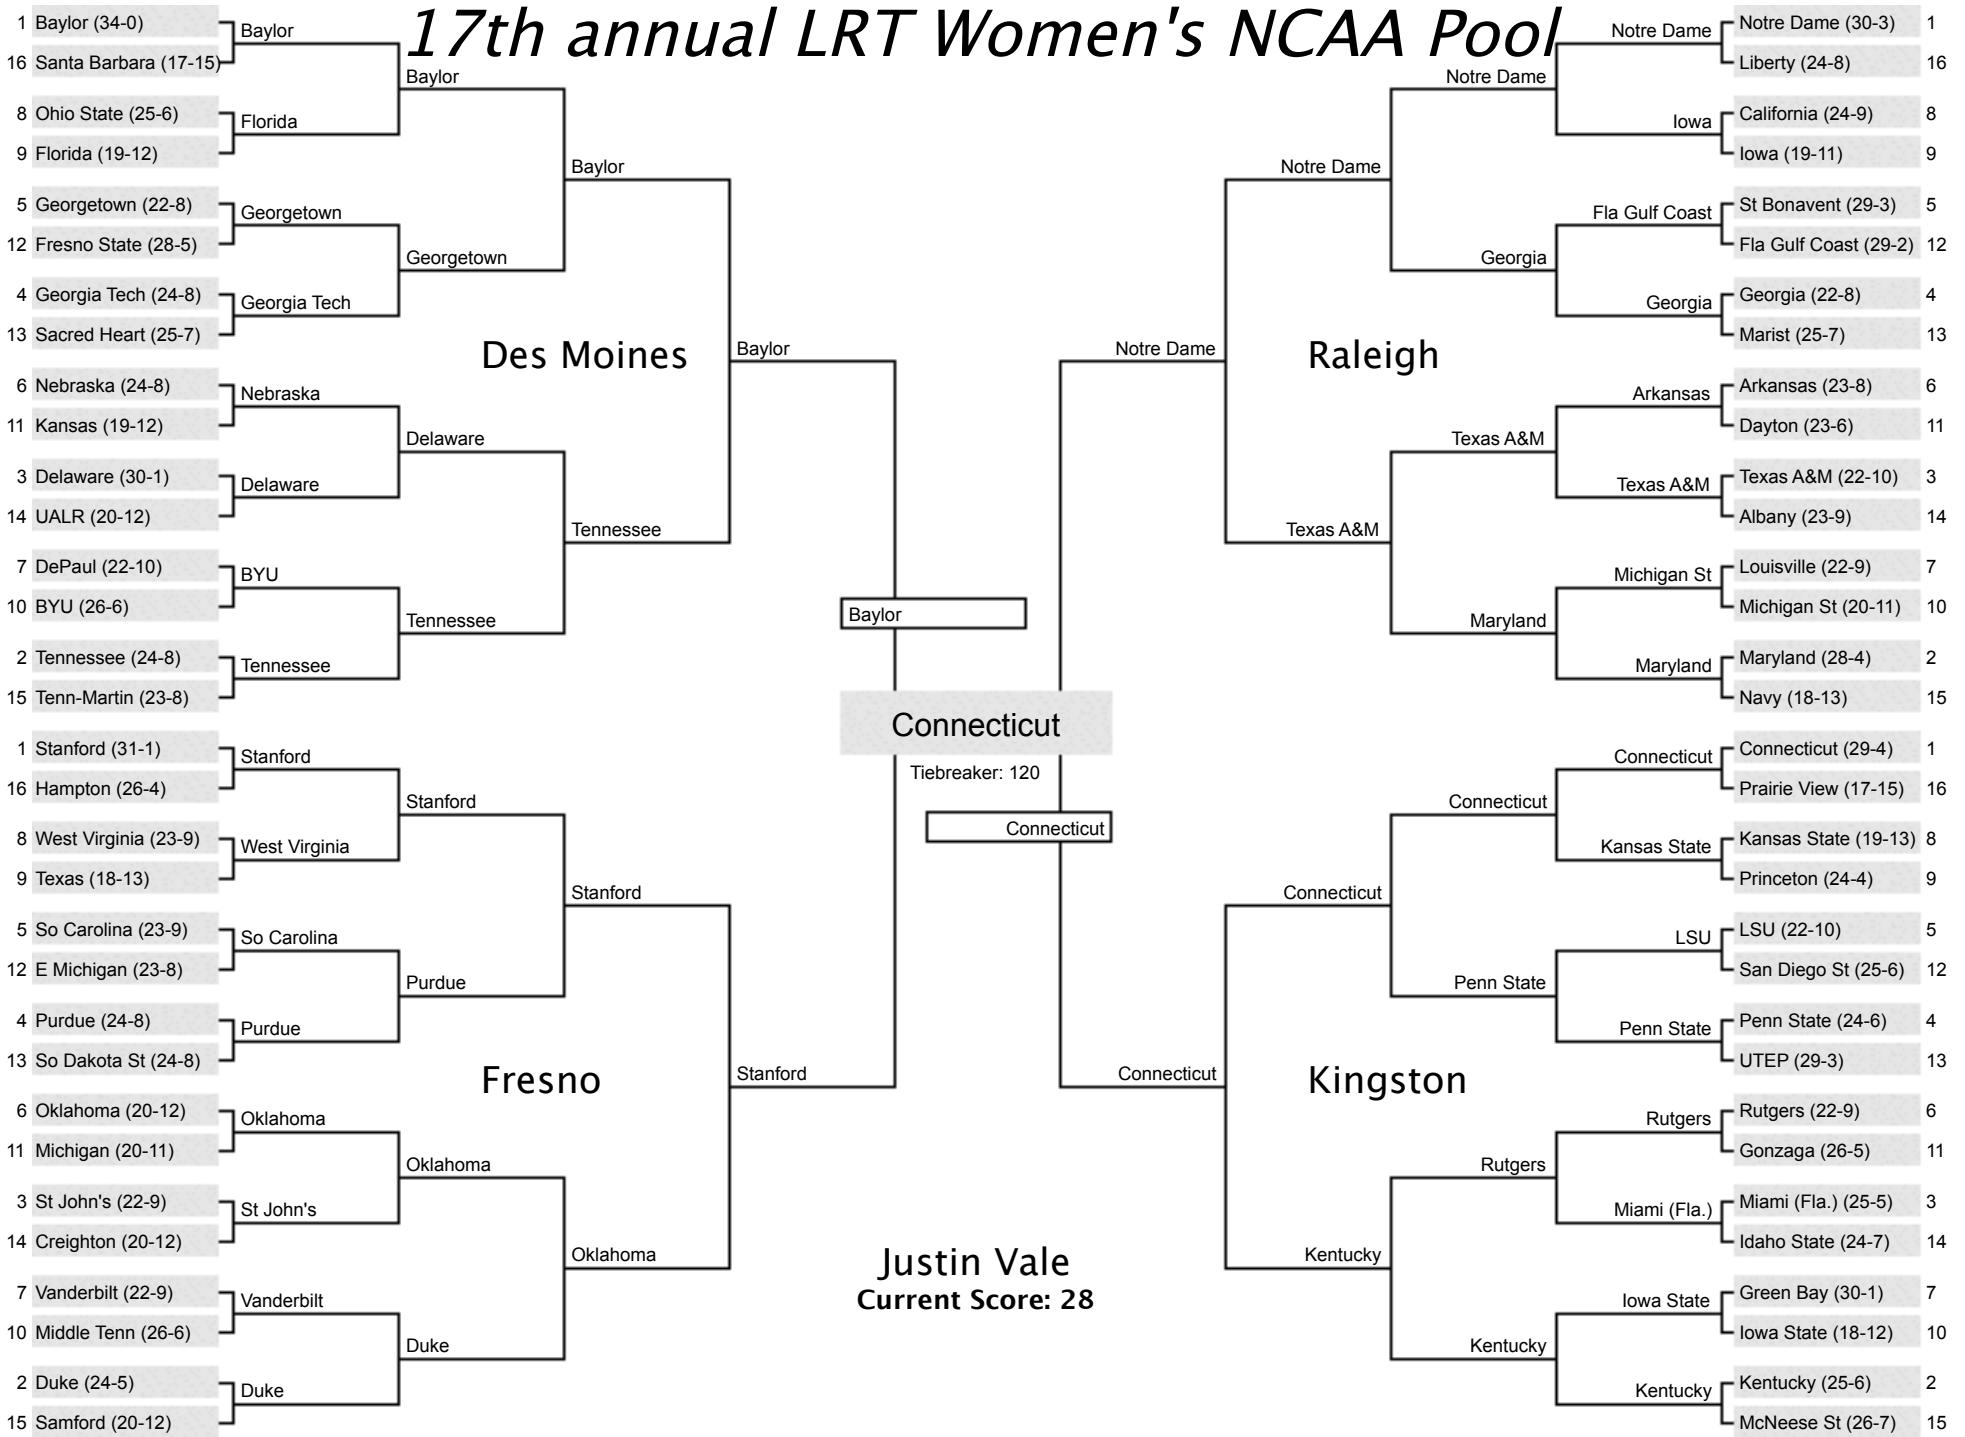 17th annual LRT Women's NCAA Pool
1 Baylor (34-0)
16 Santa Barbara (17-15)
8 Ohio State (25-6)
9 Florida (19-12)
5 Georgetown (22-8)
12 Fresno State (28-5)
4 Georgia Tech (24-8)
13 Sacred Heart (25-7)
6 Nebraska (24-8)
11 Kansas (19-12)
3 Delaware (30-1)
14 UALR (20-12)
7 DePaul (22-10)
10 BYU (26-6)
2 Tennessee (24-8)
15 Tenn-Martin (23-8)
Baylor
Florida
Georgetown
Georgia Tech
Nebraska
Delaware
BYU
Tennessee
Baylor
Georgetown
Delaware
Tennessee
Baylor
Tennessee
Des Moines
Baylor
1 Stanford (31-1)
16 Hampton (26-4)
8 West Virginia (23-9)
9 Texas (18-13)
5 So Carolina (23-9)
12 E Michigan (23-8)
4 Purdue (24-8)
13 So Dakota St (24-8)
6 Oklahoma (20-12)
11 Michigan (20-11)
3 St John's (22-9)
14 Creighton (20-12)
7 Vanderbilt (22-9)
10 Middle Tenn (26-6)
2 Duke (24-5)
15 Samford (20-12)
Stanford
West Virginia
So Carolina
Purdue
Oklahoma
St John's
Vanderbilt
Duke
Stanford
Purdue
Oklahoma
Duke
Stanford
Oklahoma
Fresno
Stanford
Baylor
Connecticut
Tiebreaker: 120
Connecticut
Justin Vale
Current Score: 28
Notre Dame
Raleigh
Notre Dame
Texas A&M
Notre Dame
Georgia
Texas A&M
Maryland
Notre Dame
Iowa
Fla Gulf Coast
Georgia
Arkansas
Texas A&M
Michigan St
Maryland
Notre Dame (30-3) 1
Liberty (24-8) 16
California (24-9) 8
Iowa (19-11) 9
St Bonavent (29-3) 5
Fla Gulf Coast (29-2) 12
Georgia (22-8) 4
Marist (25-7) 13
Arkansas (23-8) 6
Dayton (23-6) 11
Texas A&M (22-10) 3
Albany (23-9) 14
Louisville (22-9) 7
Michigan St (20-11) 10
Maryland (28-4) 2
Navy (18-13) 15
Connecticut
Kingston
Connecticut
Kentucky
Connecticut
Penn State
Rutgers
Kentucky
Connecticut
Kansas State
LSU
Penn State
Rutgers
Miami (Fla.)
Iowa State
Kentucky
Connecticut (29-4) 1
Prairie View (17-15) 16
Kansas State (19-13) 8
Princeton (24-4) 9
LSU (22-10) 5
San Diego St (25-6) 12
Penn State (24-6) 4
UTEP (29-3) 13
Rutgers (22-9) 6
Gonzaga (26-5) 11
Miami (Fla.) (25-5) 3
Idaho State (24-7) 14
Green Bay (30-1) 7
Iowa State (18-12) 10
Kentucky (25-6) 2
McNeese St (26-7) 15